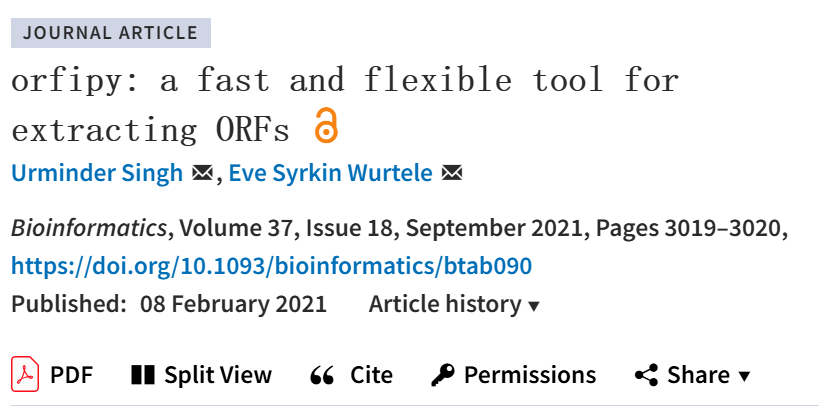 JOURNAL ARTICLE
orfipy: a fast and flexible tool for
extracting ORFs
Urminder Singh, Eve Syrkin Wurtele
Bioinformatics, Volume 37, Issue 18, September 2021, Pages 3019–3020,
https://doi.org/10.1093/bioinformatics/btab090
Published: 08 February 2021 Article history ▾
PDF Split View Cite Permissions Share ▾